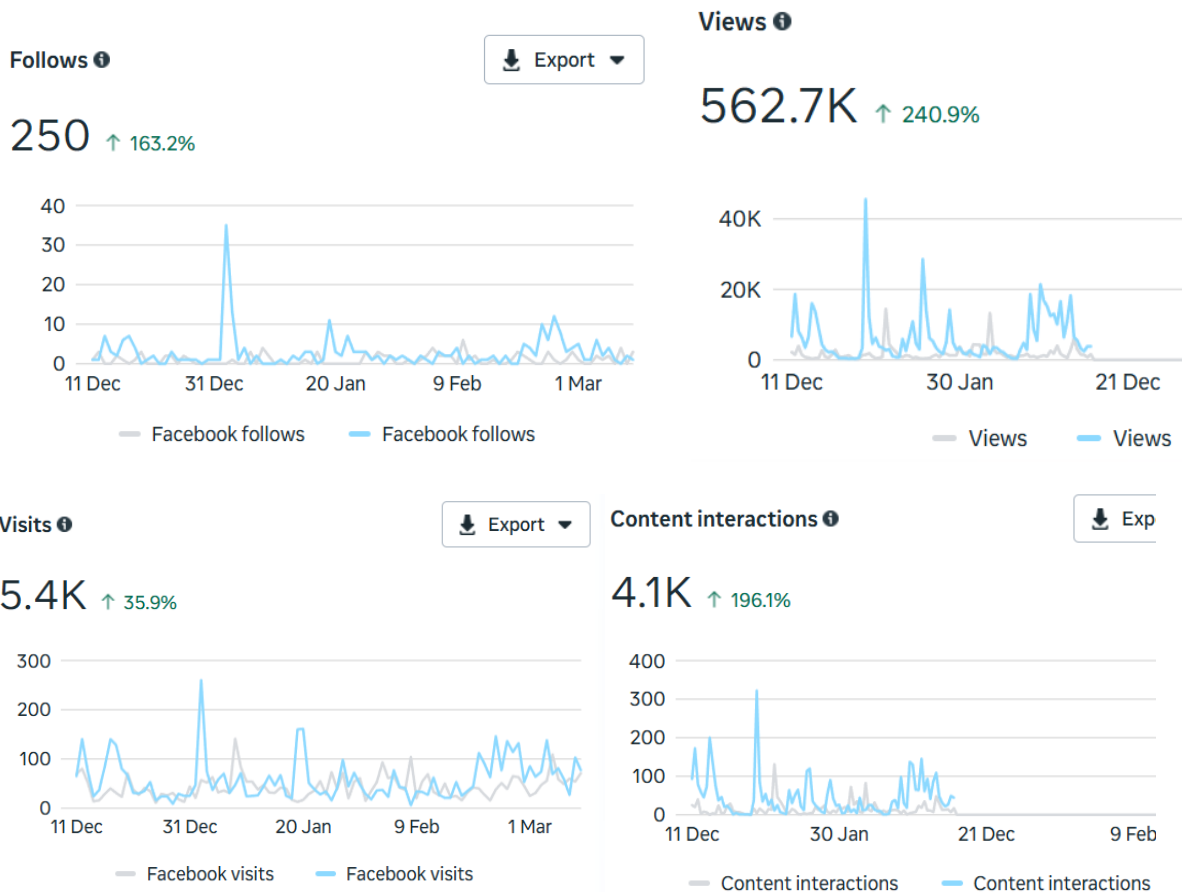 Follows
Export
250 ↑ 163.2%
40
30
20
10
0
11 Dec 31 Dec 20 Jan 9 Feb 1 Mar
Facebook follows Facebook follows
Views
562.7K ↑ 240.9%
40K
20K
0
11 Dec 30 Jan 21 Dec
Views Views
Visits
Export
5.4K ↑ 35.9%
300
200
100
0
11 Dec 31 Dec 20 Jan 9 Feb 1 Mar
Facebook visits Facebook visits
Content interactions
Exp
4.1K ↑ 196.1%
400
300
200
100
0
11 Dec 30 Jan 21 Dec 9 Feb
Content interactions Content interactions